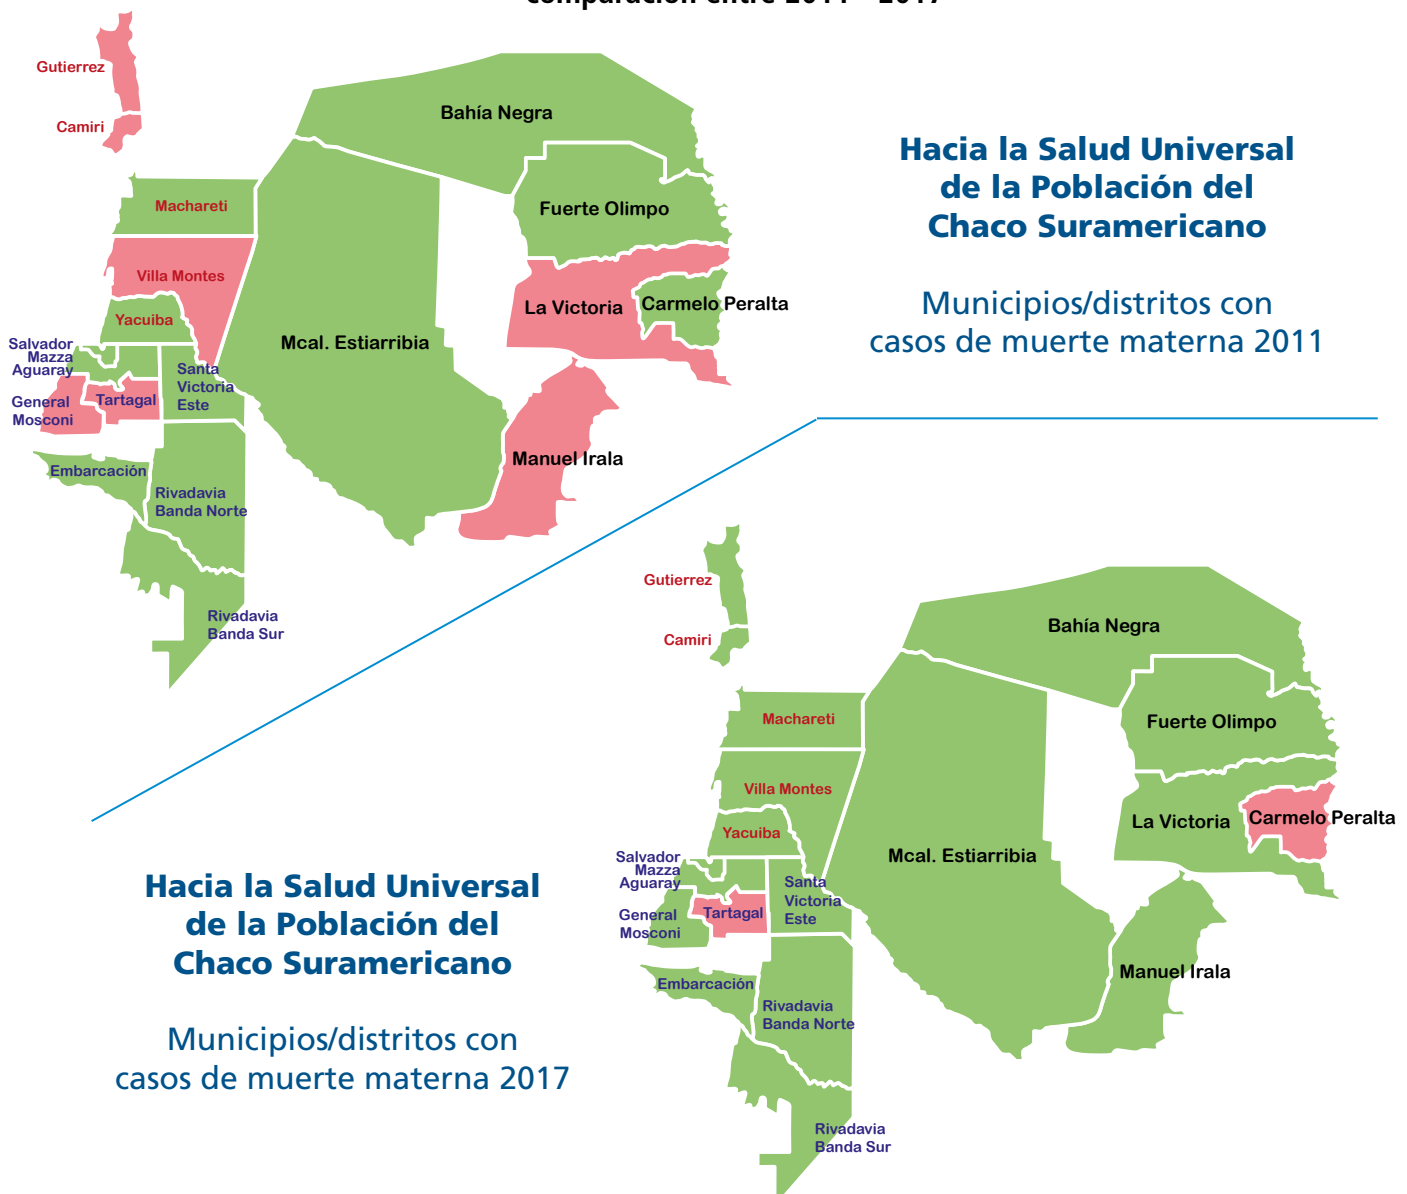 comparación entre 2011 - 2017
Gutierrez
Camiri
Bahía Negra
Machareti
Fuerte Olimpo
Villa Montes
La Victoria
Carmelo Peralta
Yacuiba
Mcal. Estiarribia
Salvador
Mazza
Aguaray
Santa
Victoria
Este
General
Mosconi
Tartagal
Manuel Irala
Embarcación
Rivadavia
Banda Norte
Rivadavia
Banda Sur
Hacia la Salud Universal
de la Población del
Chaco Suramericano
Municipios/distritos con
casos de muerte materna 2011
Gutierrez
Camiri
Bahía Negra
Machareti
Fuerte Olimpo
Villa Montes
La Victoria
Carmelo Peralta
Yacuiba
Mcal. Estiarribia
Salvador
Mazza
Aguaray
Santa
Victoria
Este
General
Mosconi
Tartagal
Manuel Irala
Embarcación
Rivadavia
Banda Norte
Rivadavia
Banda Sur
Hacia la Salud Universal
de la Población del
Chaco Suramericano
Municipios/distritos con
casos de muerte materna 2017